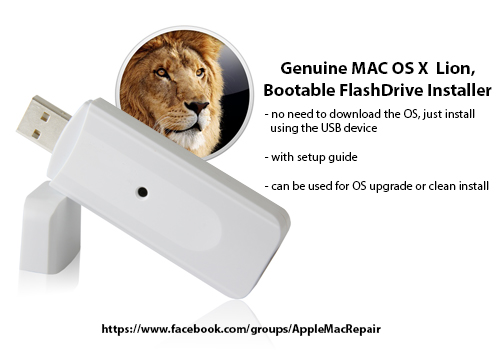 Genuine MAC OS X Lion,
Bootable FlashDrive Installer
- no need to download the OS, just install
using the USB device
- with setup guide
- can be used for OS upgrade or clean install
https://www.facebook.com/groups/AppleMacRepair